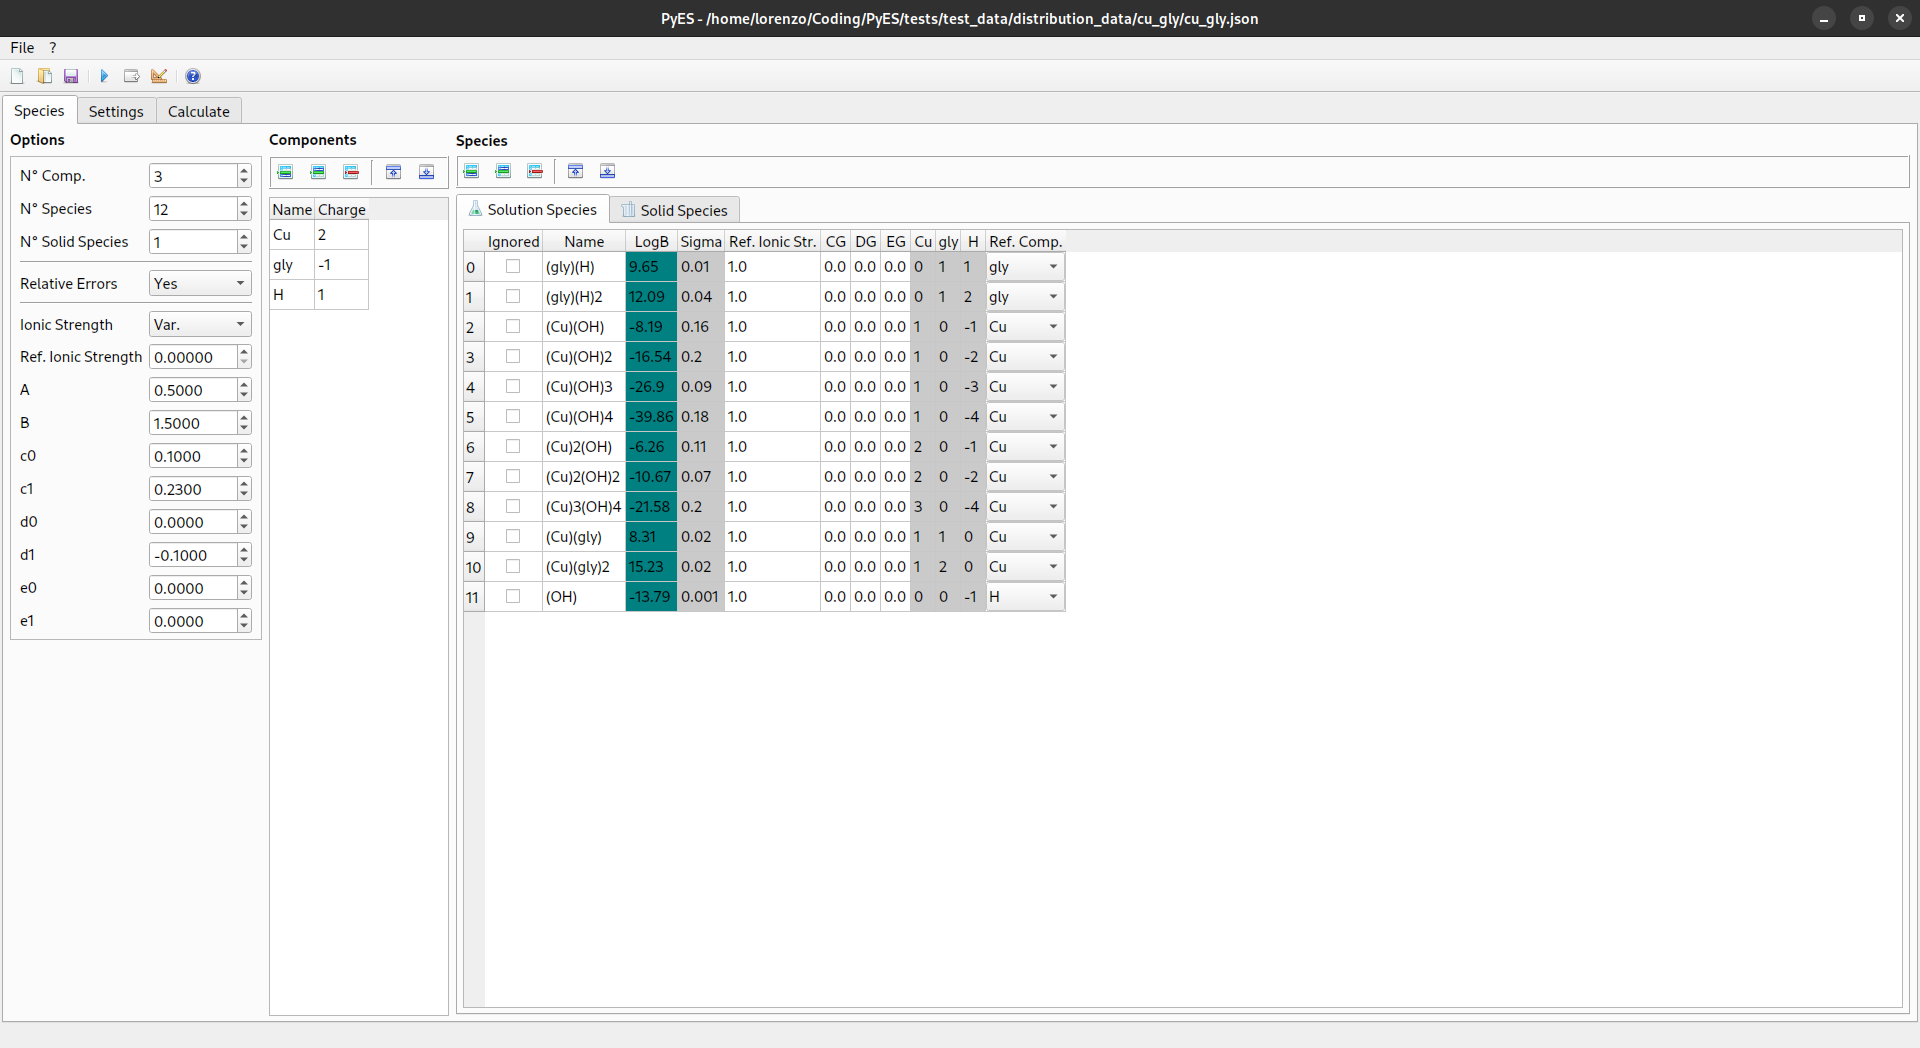 PyES - /home/lorenzo/Coding/PyES/tests/test_data/distribution_data/cu_gly/cu_gly.json
File ?
Species Settings Calculate
Options
N° Comp. 3
N° Species 12
N° Solid Species 1
Relative Errors Yes
Ionic Strength Var.
Ref. Ionic Strength 0.00000
A 0.5000
B 1.5000
c0 0.1000
c1 0.2300
d0 0.0000
d1 -0.1000
e0 0.0000
e1 0.0000
Components
Name Charge
Cu 2
gly -1
H 1
Species
Solution Species Solid Species
Ignored Name LogB Sigma Ref. Ionic Str. CG DG EG Cu gly H Ref. Comp.
0 (gly)(H) 9.65 0.01 1.0 0.0 0.0 0.0 0 1 1 gly
1 (gly)(H)2 12.09 0.04 1.0 0.0 0.0 0.0 0 1 2 gly
2 (Cu)(OH) -8.19 0.16 1.0 0.0 0.0 0.0 1 0 -1 Cu
3 (Cu)(OH)2 -16.54 0.2 1.0 0.0 0.0 0.0 1 0 -2 Cu
4 (Cu)(OH)3 -26.9 0.09 1.0 0.0 0.0 0.0 1 0 -3 Cu
5 (Cu)(OH)4 -39.86 0.18 1.0 0.0 0.0 0.0 1 0 -4 Cu
6 (Cu)2(OH) -6.26 0.11 1.0 0.0 0.0 0.0 2 0 -1 Cu
7 (Cu)2(OH)2 -10.67 0.07 1.0 0.0 0.0 0.0 2 0 -2 Cu
8 (Cu)3(OH)4 -21.58 0.2 1.0 0.0 0.0 0.0 3 0 -4 Cu
9 (Cu)(gly) 8.31 0.02 1.0 0.0 0.0 0.0 1 1 0 Cu
10 (Cu)(gly)2 15.23 0.02 1.0 0.0 0.0 0.0 1 2 0 Cu
11 (OH) -13.79 0.001 1.0 0.0 0.0 0.0 0 0 -1 H